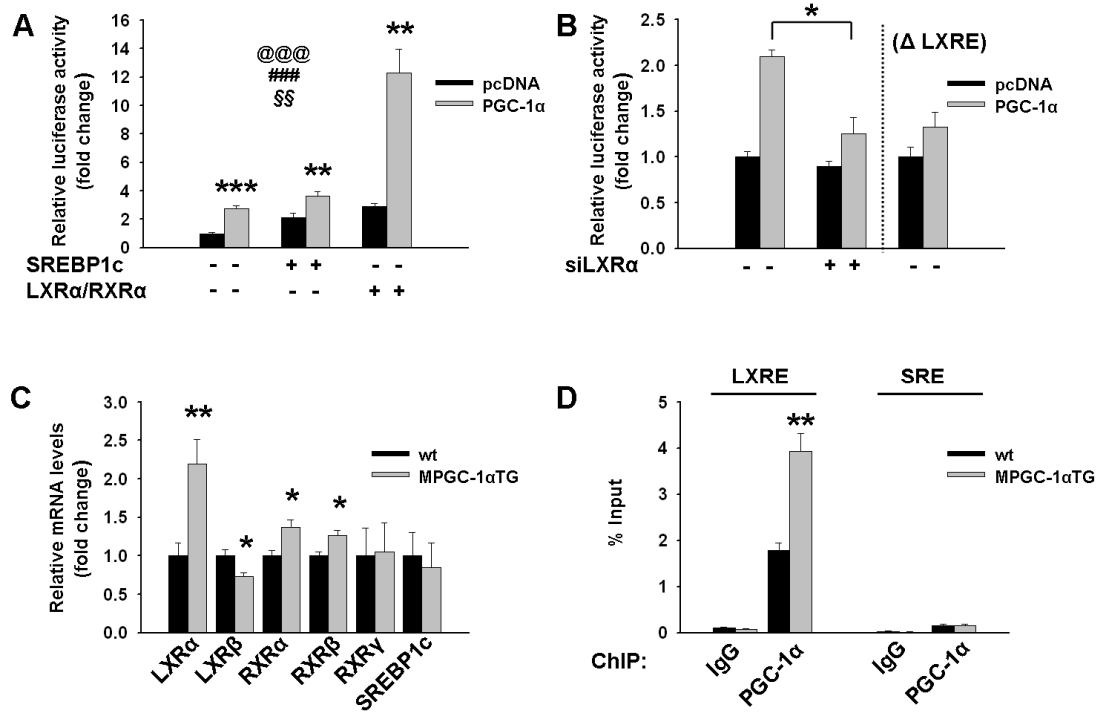 A
Relative luciferase activity
(fold change)
16
14
12
10
8
6
4
2
0
@@@
###
§§
***
**
**
pcDNA
PGC-1α
SREBP1c - - + + - -
LXRα/RXRα - - - - + +
B
Relative luciferase activity
(fold change)
2.5
2.0
1.5
1.0
0.5
0.0
*
(Δ LXRE)
pcDNA
PGC-1α
siLXRα - - + + - -
C
Relative mRNA levels
(fold change)
3.0
2.5
2.0
1.5
1.0
0.5
0.0
**
*
*
*
wt
MPGC-1αTG
LXRα
LXRβ
RXRα
RXRβ
RXRγ
SREBP1c
D
LXRE
SRE
% Input
5
4
3
2
1
0
**
wt
MPGC-1αTG
ChIP:
IgG
PGC-1α
IgG
PGC-1α